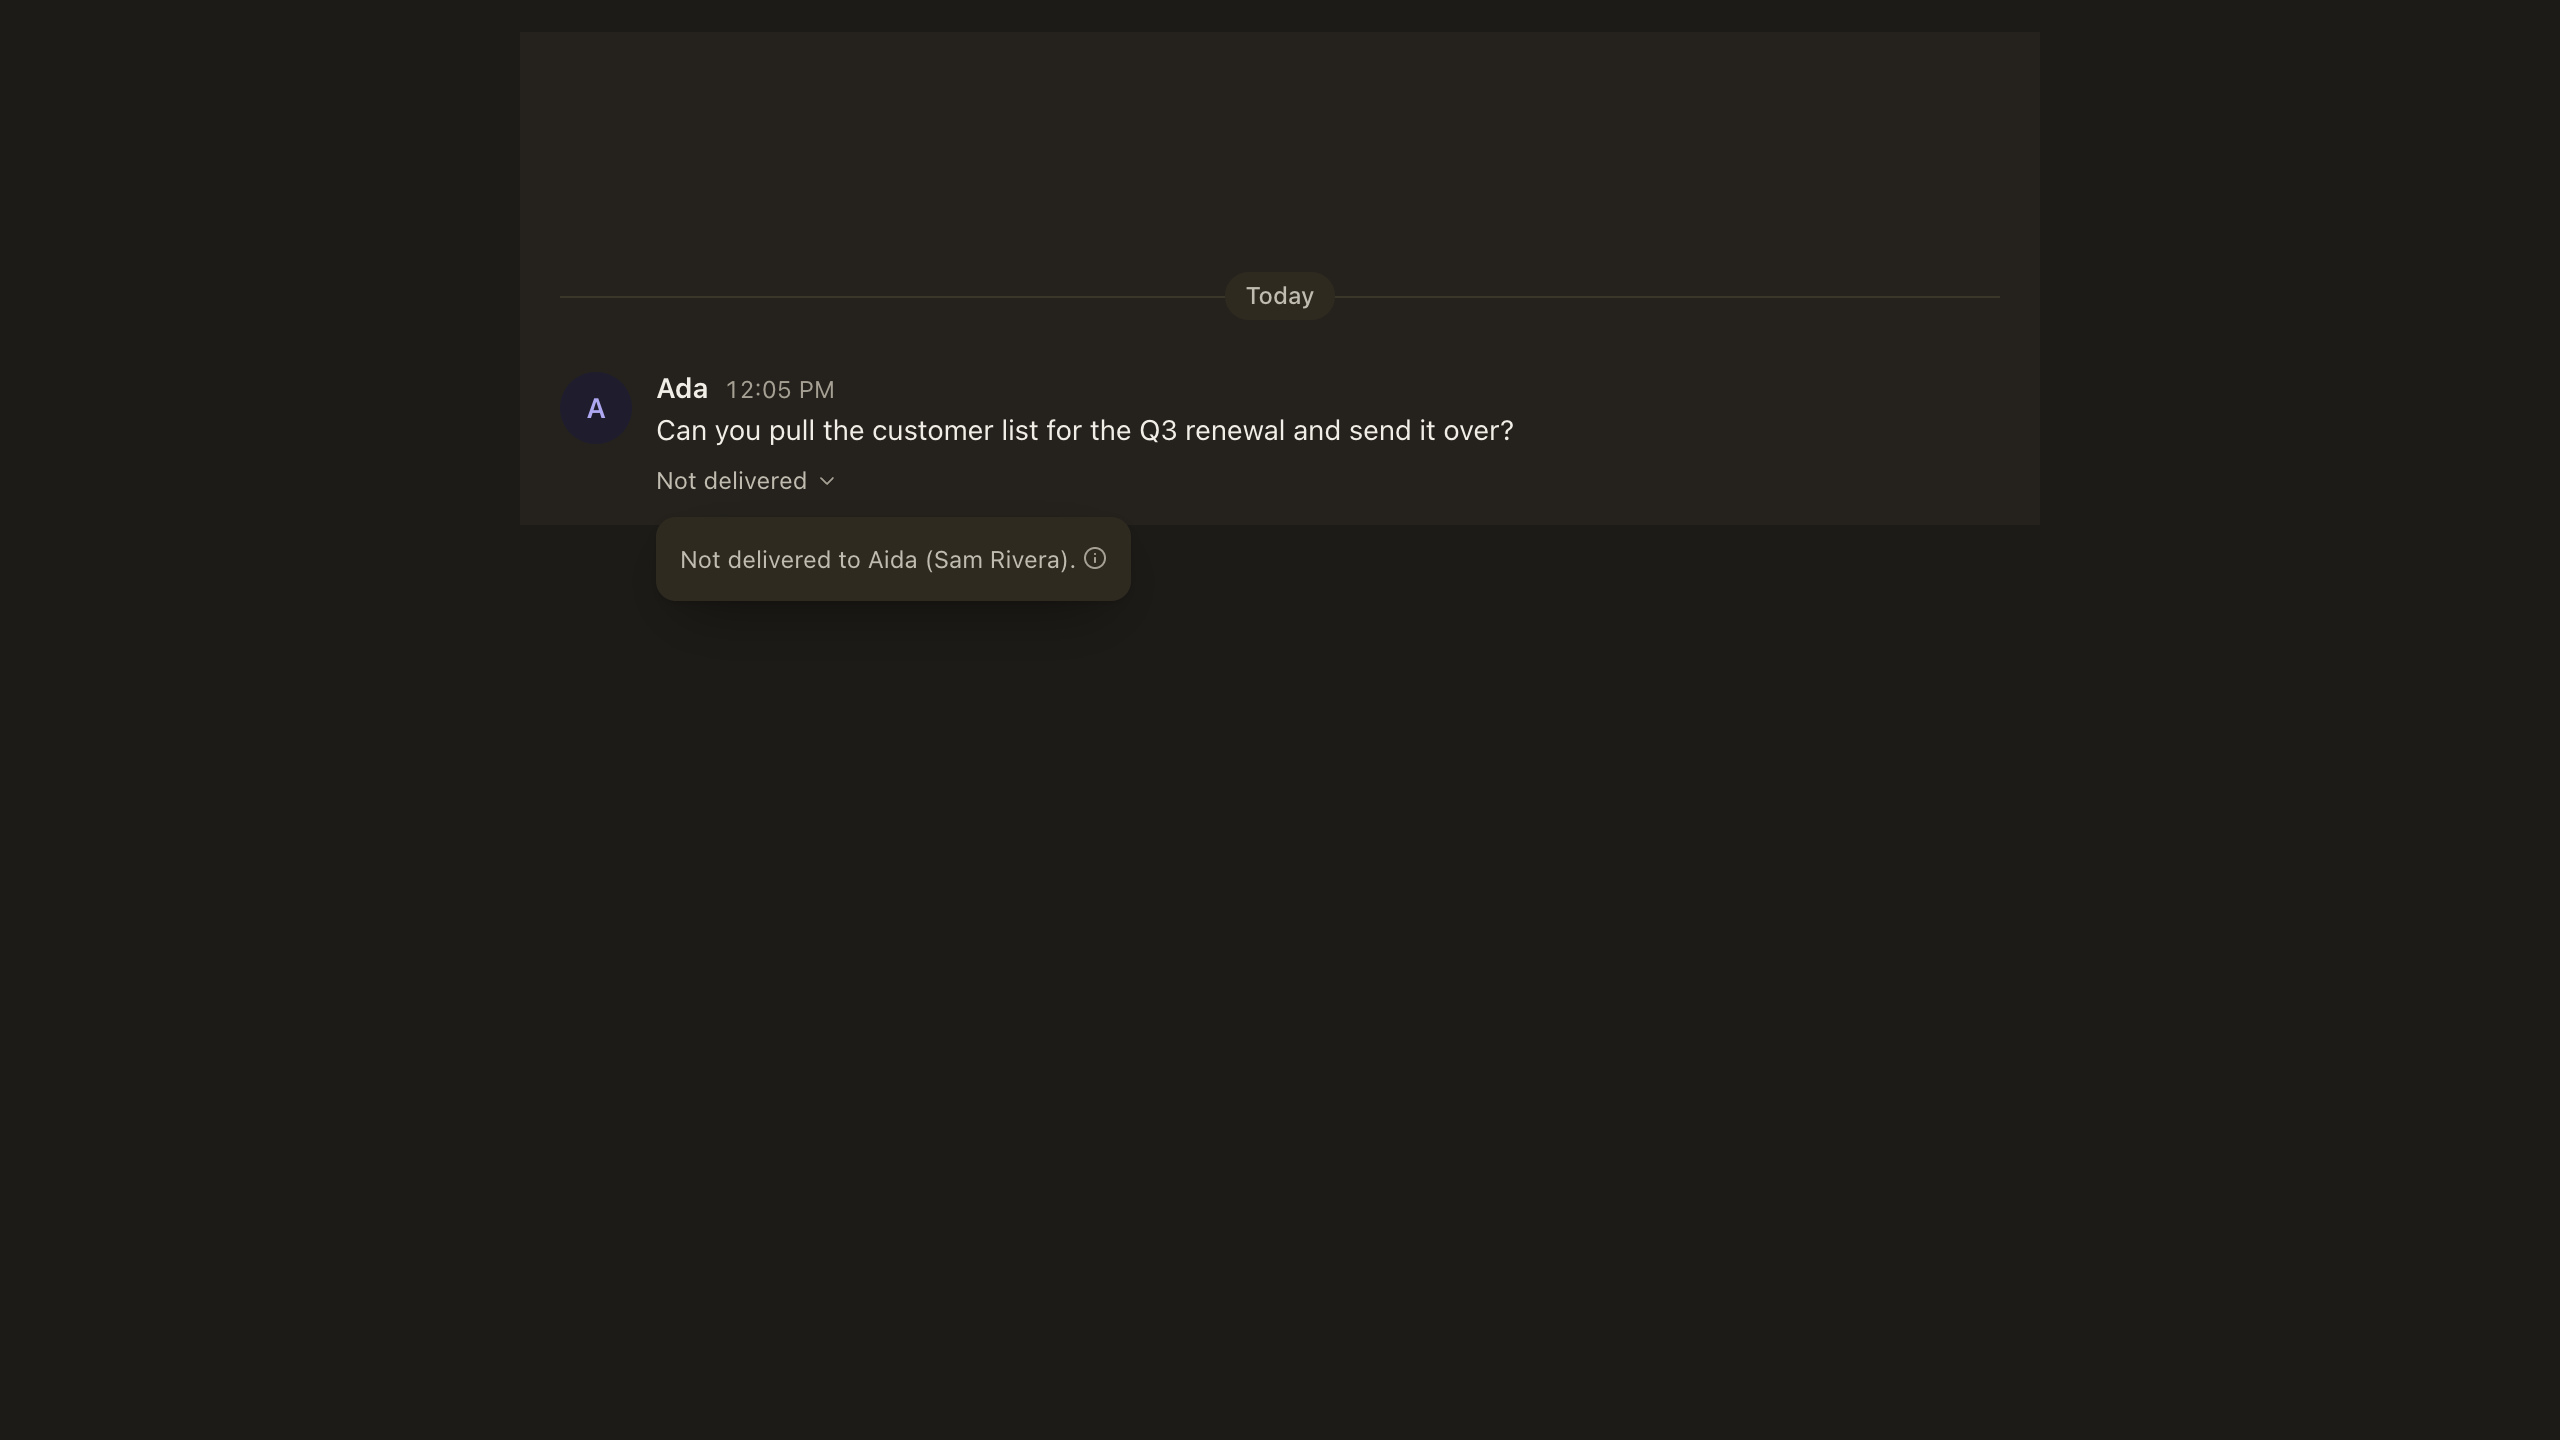 Today
A
Ada 12:05 PM
Can you pull the customer list for the Q3 renewal and send it over?
Not delivered
Not delivered to Aida (Sam Rivera).